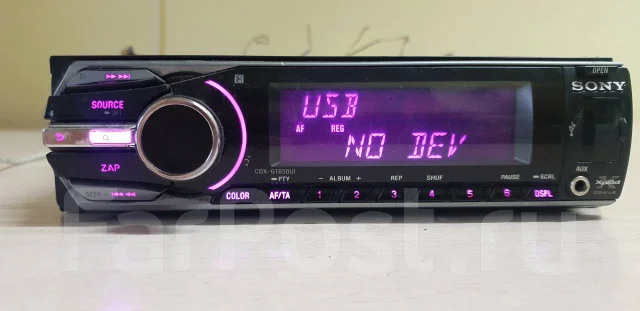 OPEN
SONY
SOURCE
USB
AF REG
NO DEV
ZAP
SEEK
CDX-GT650UI
PTY – ALBUM + REP SHUF PAUSE SCRL
AUX
COLOR AF/TA 1 2 3 4 5 6 DSPL
FarPost.ru